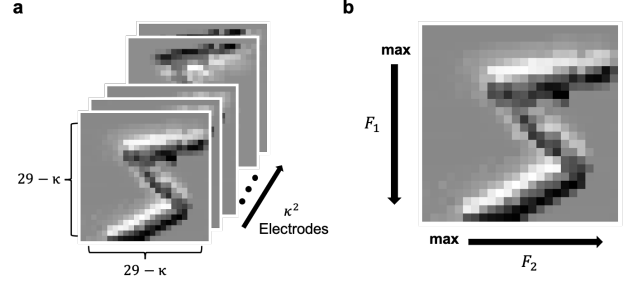 a
29 − κ
29 − κ
κ²
Electrodes
b
max
F₁
max
F₂